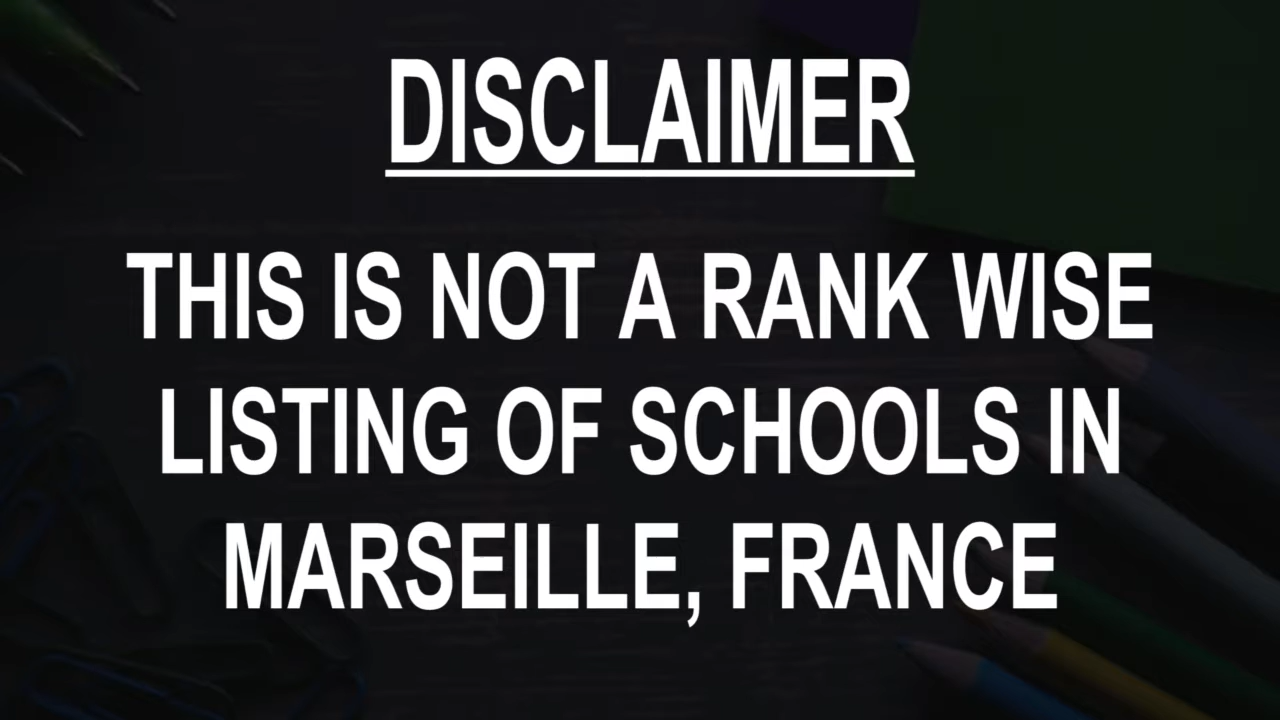 DISCLAIMER
THIS IS NOT A RANK WISE
LISTING OF SCHOOLS IN
MARSEILLE, FRANCE